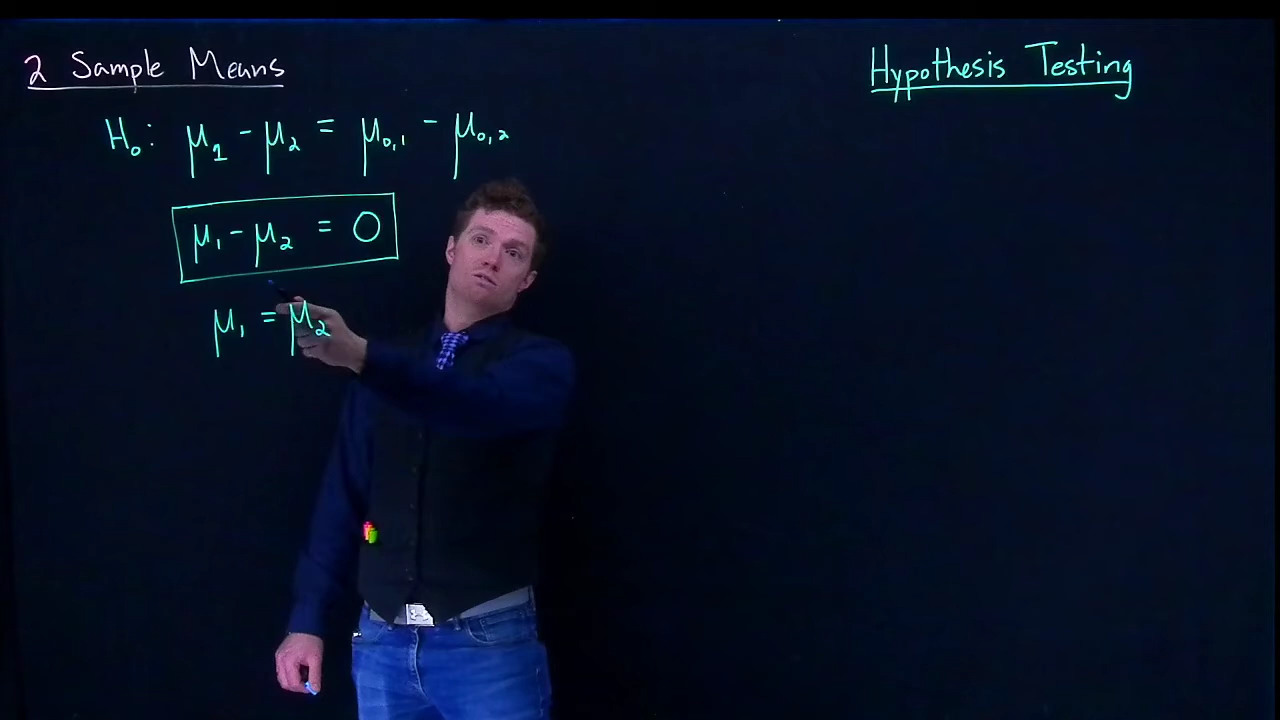 2 Sample Means
Hypothesis Testing
H₀: μ₁ - μ₂ = μ₀,₁ - μ₀,₂
μ₁ - μ₂ = 0
μ₁ = μ₂